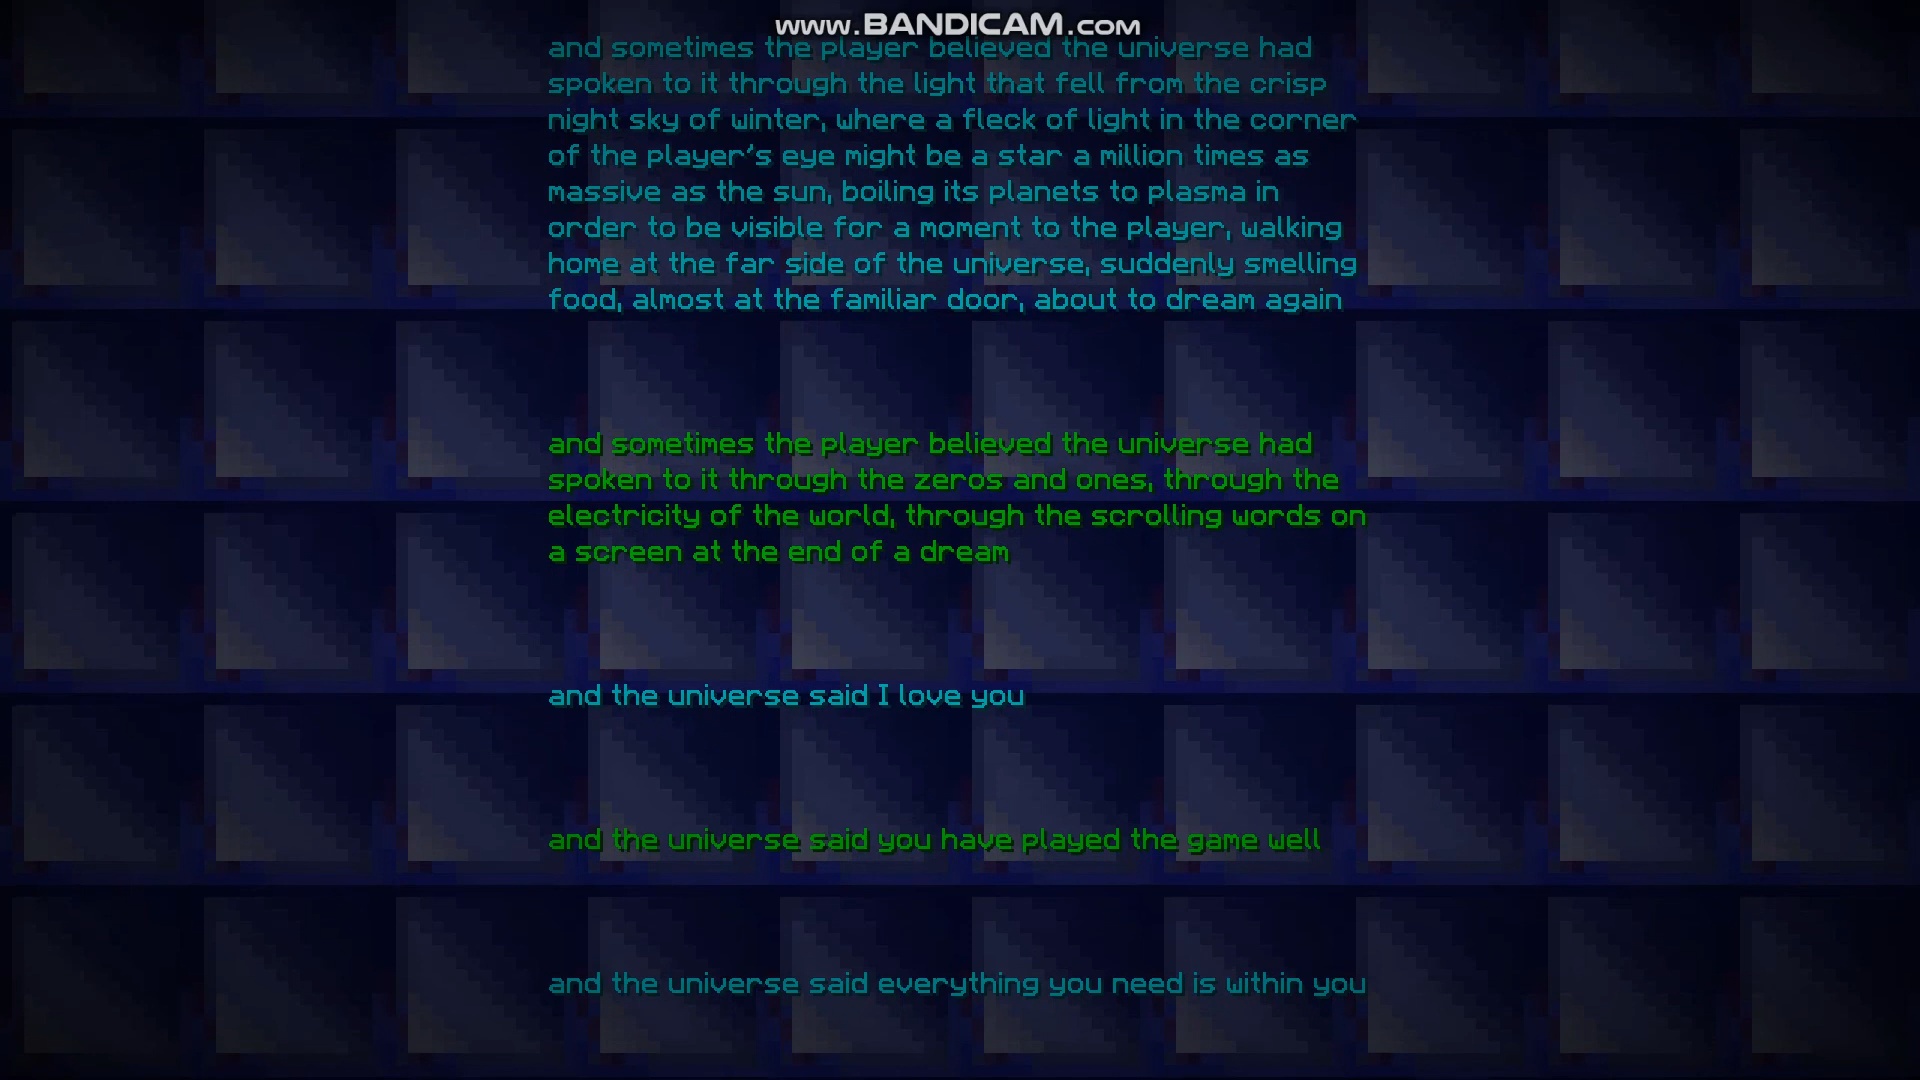 www.BANDICAM.com
and sometimes the player believed the universe had
spoken to it through the light that fell from the crisp
night sky of winter, where a fleck of light in the corner
of the player's eye might be a star a million times as
massive as the sun, boiling its planets to plasma in
order to be visible for a moment to the player, walking
home at the far side of the universe, suddenly smelling
food, almost at the familiar door, about to dream again
and sometimes the player believed the universe had
spoken to it through the zeros and ones, through the
electricity of the world, through the scrolling words on
a screen at the end of a dream
and the universe said I love you
and the universe said you have played the game well
and the universe said everything you need is within you